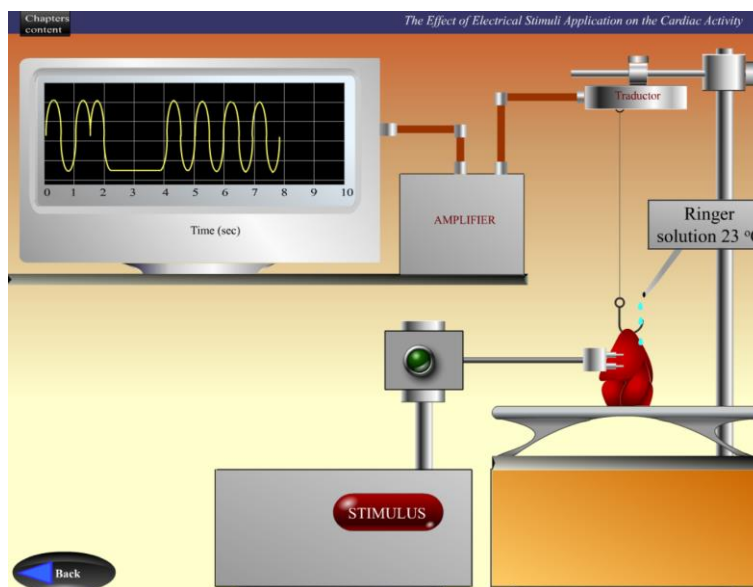 Chapters
content
The Effect of Electrical Stimuli Application on the Cardiac Activity
Traductor
0 1 2 3 4 5 6 7 8 9 10
Time (sec)
AMPLIFIER
Ringer
solution 23 °C
STIMULUS
Back